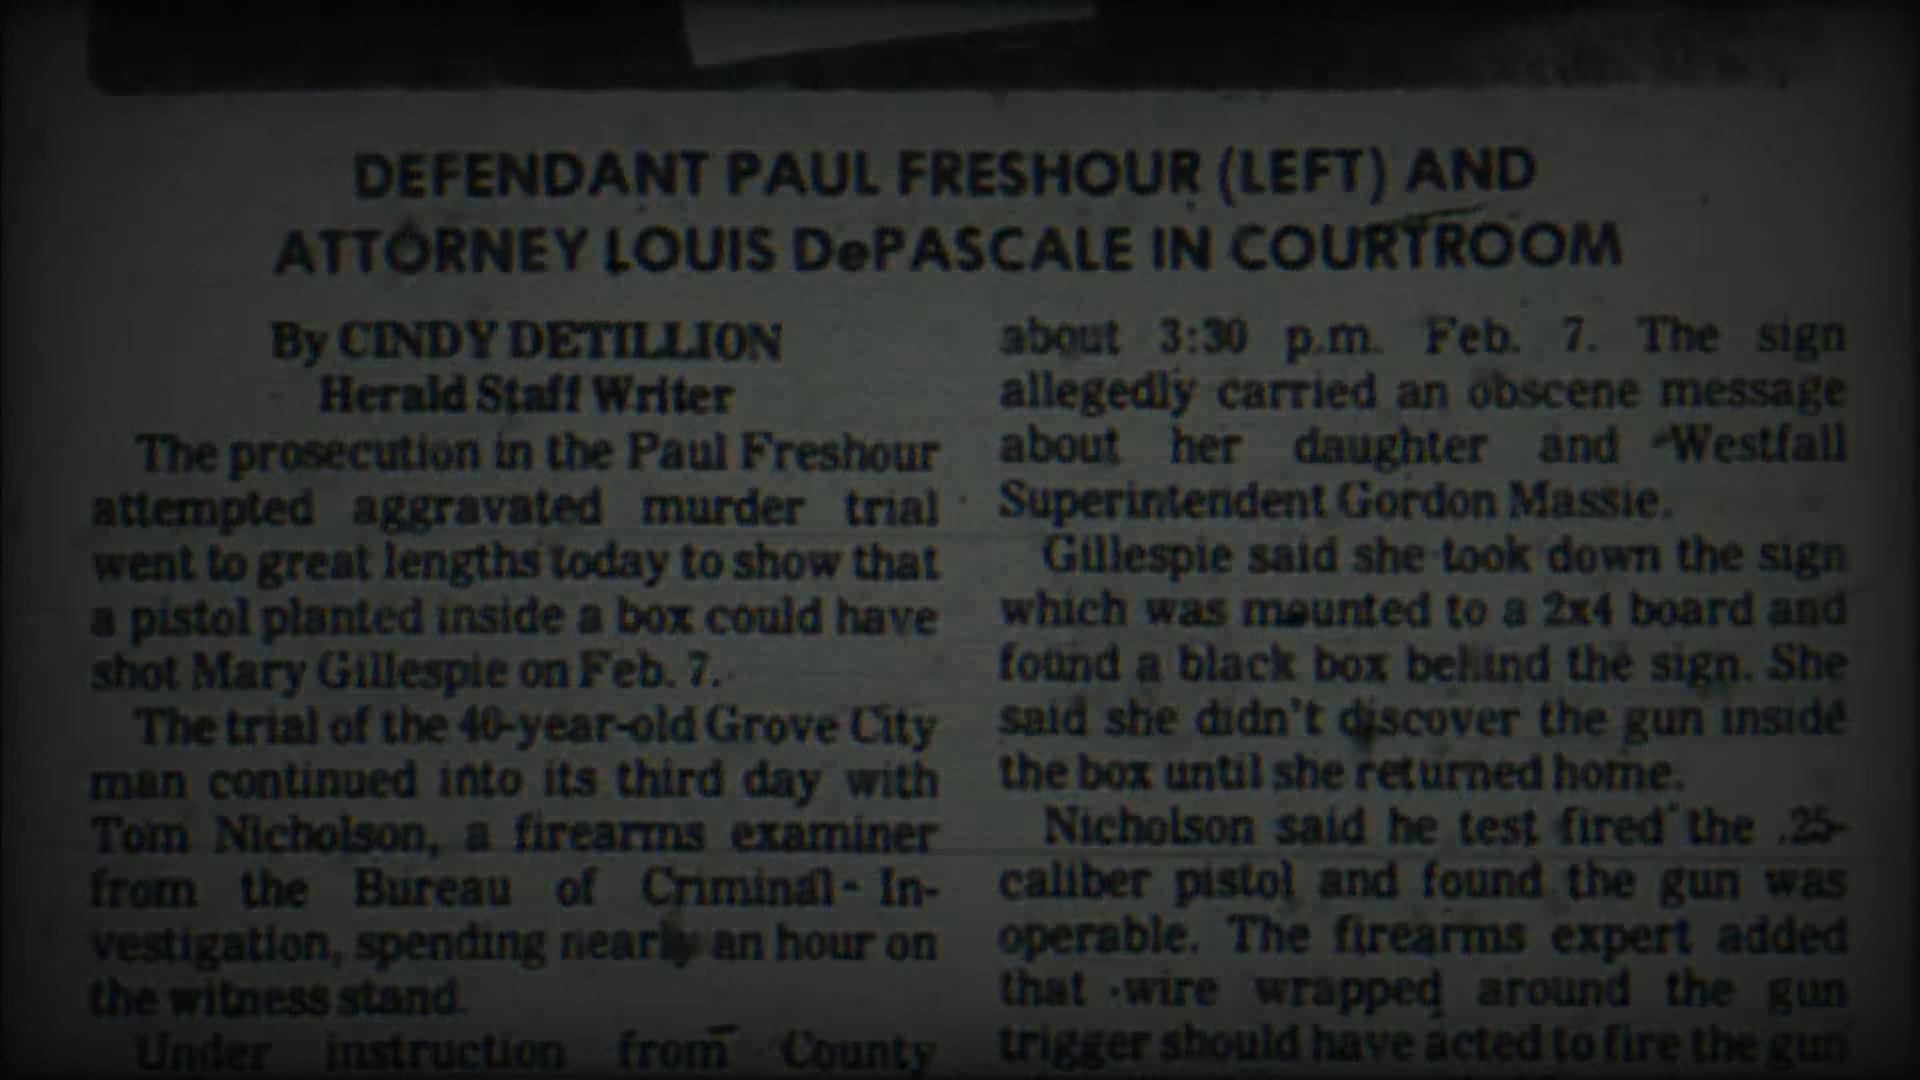 DEFENDANT PAUL FRESHOUR (LEFT) AND
ATTORNEY LOUIS DePASCALE IN COURTROOM
By CINDY DETILLION
Herald Staff Writer
The prosecution in the Paul Freshour
attempted aggravated murder trial
went to great lengths today to show that
a pistol planted inside a box could have
shot Mary Gillespie on Feb. 7.
The trial of the 40-year-old Grove City
man continued into its third day with
Tom Nicholson, a firearms examiner
from the Bureau of Criminal In-
vestigation, spending nearly an hour on
the witness stand.
Under instruction from County
about 3:30 p.m. Feb. 7. The sign
allegedly carried an obscene message
about her daughter and Westfall
Superintendent Gordon Massie.
Gillespie said she took down the sign
which was mounted to a 2x4 board and
found a black box behind the sign. She
said she didn't discover the gun inside
the box until she returned home.
Nicholson said he test fired the .25-
caliber pistol and found the gun was
operable. The firearms expert added
that wire wrapped around the gun
trigger should have acted to fire the gun